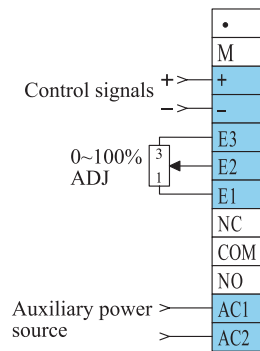 •
M
Control signals + +
− −
E3
0~100% 3 E2
ADJ 1
E1
NC
COM
NO
Auxiliary power AC1
source AC2